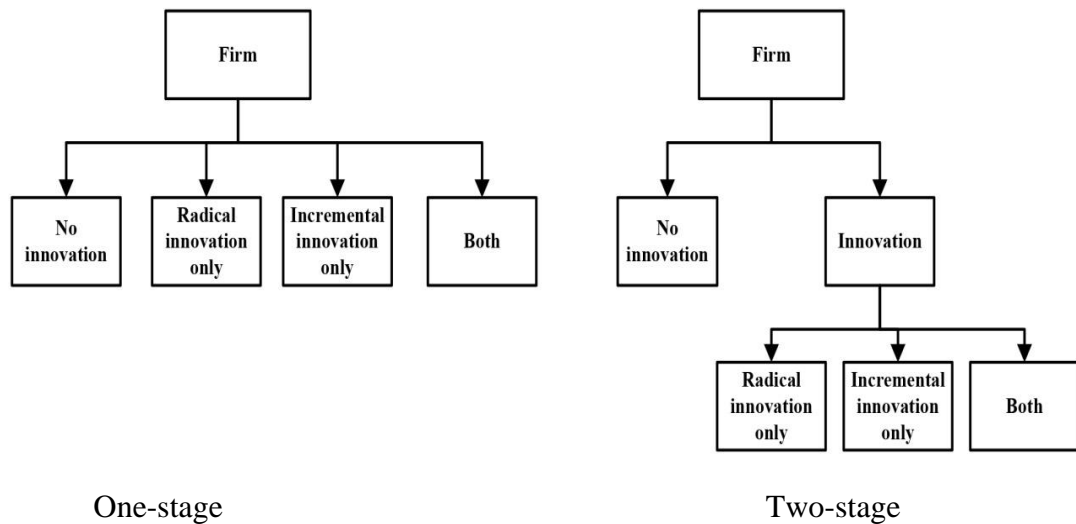 Firm
No
innovation
Radical
innovation
only
Incremental
innovation
only
Both
One-stage
Firm
No
innovation
Innovation
Radical
innovation
only
Incremental
innovation
only
Both
Two-stage